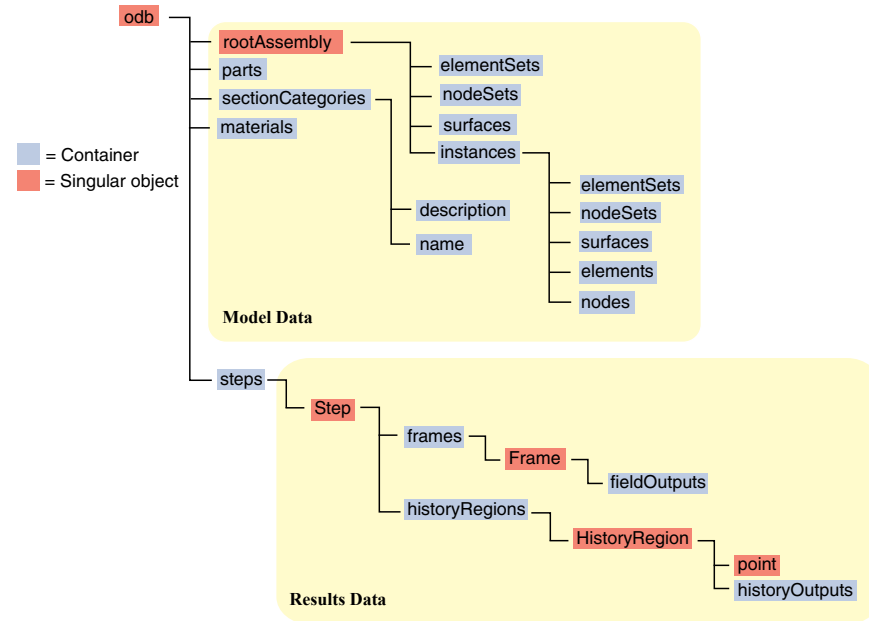 odb
rootAssembly
parts
sectionCategories
materials
elementSets
nodeSets
surfaces
instances
= Container
= Singular object
description
name
elementSets
nodeSets
surfaces
elements
nodes
Model Data
steps
Step
frames
Frame
fieldOutputs
historyRegions
HistoryRegion
point
historyOutputs
Results Data